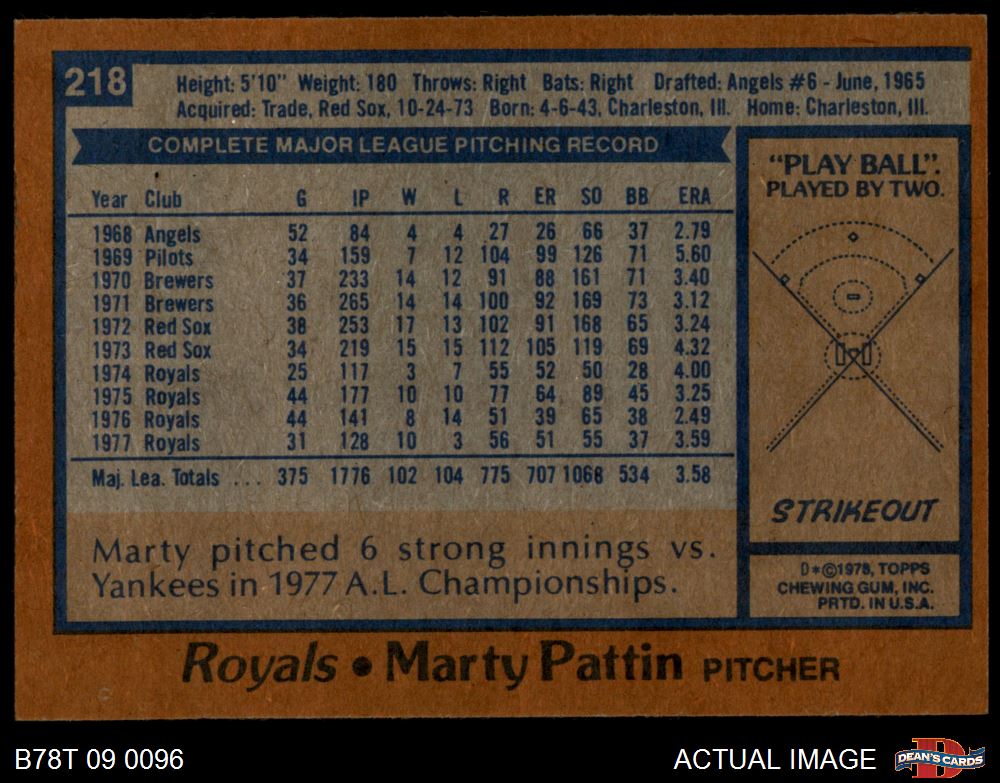 218
Height: 5'10" Weight: 180 Throws: Right Bats: Right Drafted: Angels #6 - June, 1965
Acquired: Trade, Red Sox, 10-24-73 Born: 4-6-43, Charleston, Ill. Home: Charleston, Ill.
COMPLETE MAJOR LEAGUE PITCHING RECORD
Year Club G IP W L R ER SO BB ERA
1968 Angels 52 84 4 4 27 26 66 37 2.79
1969 Pilots 34 159 7 12 104 99 126 71 5.60
1970 Brewers 37 233 14 12 91 88 161 71 3.40
1971 Brewers 36 265 14 14 100 92 169 73 3.12
1972 Red Sox 38 253 17 13 102 91 168 65 3.24
1973 Red Sox 34 219 15 15 112 105 119 69 4.32
1974 Royals 25 117 3 7 55 52 50 28 4.00
1975 Royals 44 177 10 10 77 64 89 45 3.25
1976 Royals 44 141 8 14 51 39 65 38 2.49
1977 Royals 31 128 10 3 56 51 55 37 3.59
Maj. Lea. Totals ... 375 1776 102 104 775 707 1068 534 3.58
Marty pitched 6 strong innings vs.
Yankees in 1977 A.L. Championships.
"PLAY BALL".
PLAYED BY TWO.
STRIKEOUT
D*©1978, TOPPS
CHEWING GUM, INC.
PRTD. IN U.S.A.
Royals • Marty Pattin PITCHER
B78T 09 0096
ACTUAL IMAGE
DEAN'S CARDS